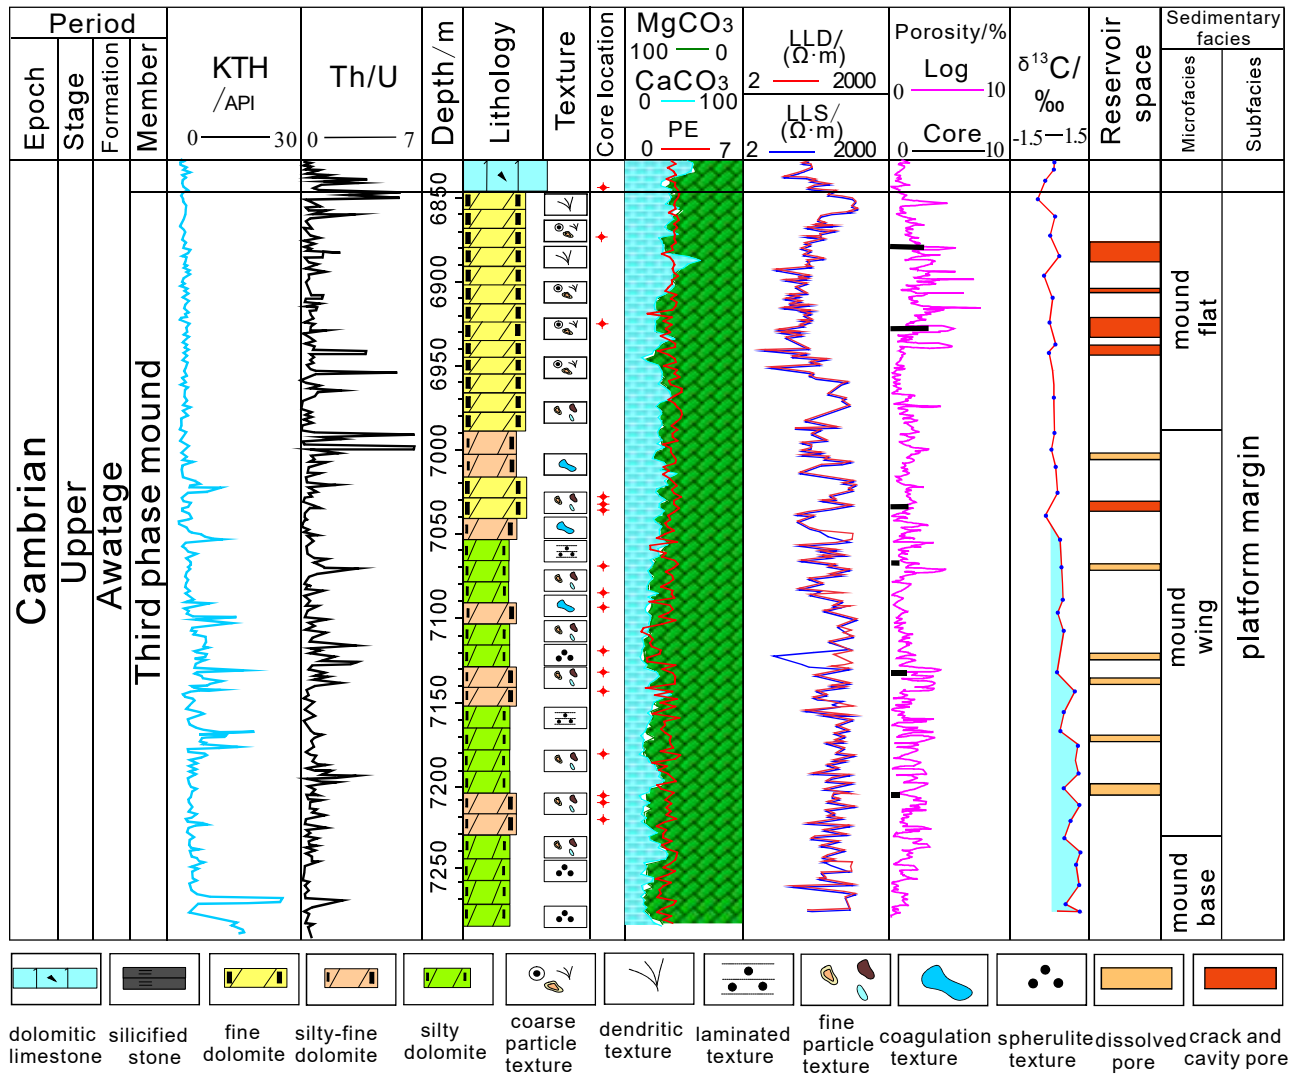 Period
Epoch
Stage
Formation
Member
KTH
/API
0 30
Th/U
0 7
Depth/m
Lithology
Texture
Core location
MgCO3
100 0
CaCO3
0 100
PE
0 7
LLD/
(Ω·m)
2 2000
LLS/
(Ω·m)
2 2000
Porosity/%
Log
0 10
Core
0 10
δ13C/
‰
-1.5 1.5
Reservoir
space
Sedimentary
facies
Microfacies
Subfacies
Cambrian
Upper
Awatage
Third phase mound
6850
6900
6950
7000
7050
7100
7150
7200
7250
mound
flat
mound
wing
mound
base
platform margin
dolomitic
limestone
silicified
stone
fine
dolomite
silty-fine
dolomite
silty
dolomite
coarse
particle
texture
dendritic
texture
laminated
texture
fine
particle
texture
coagulation
texture
spherulite
texture
dissolved
pore
crack and
cavity pore